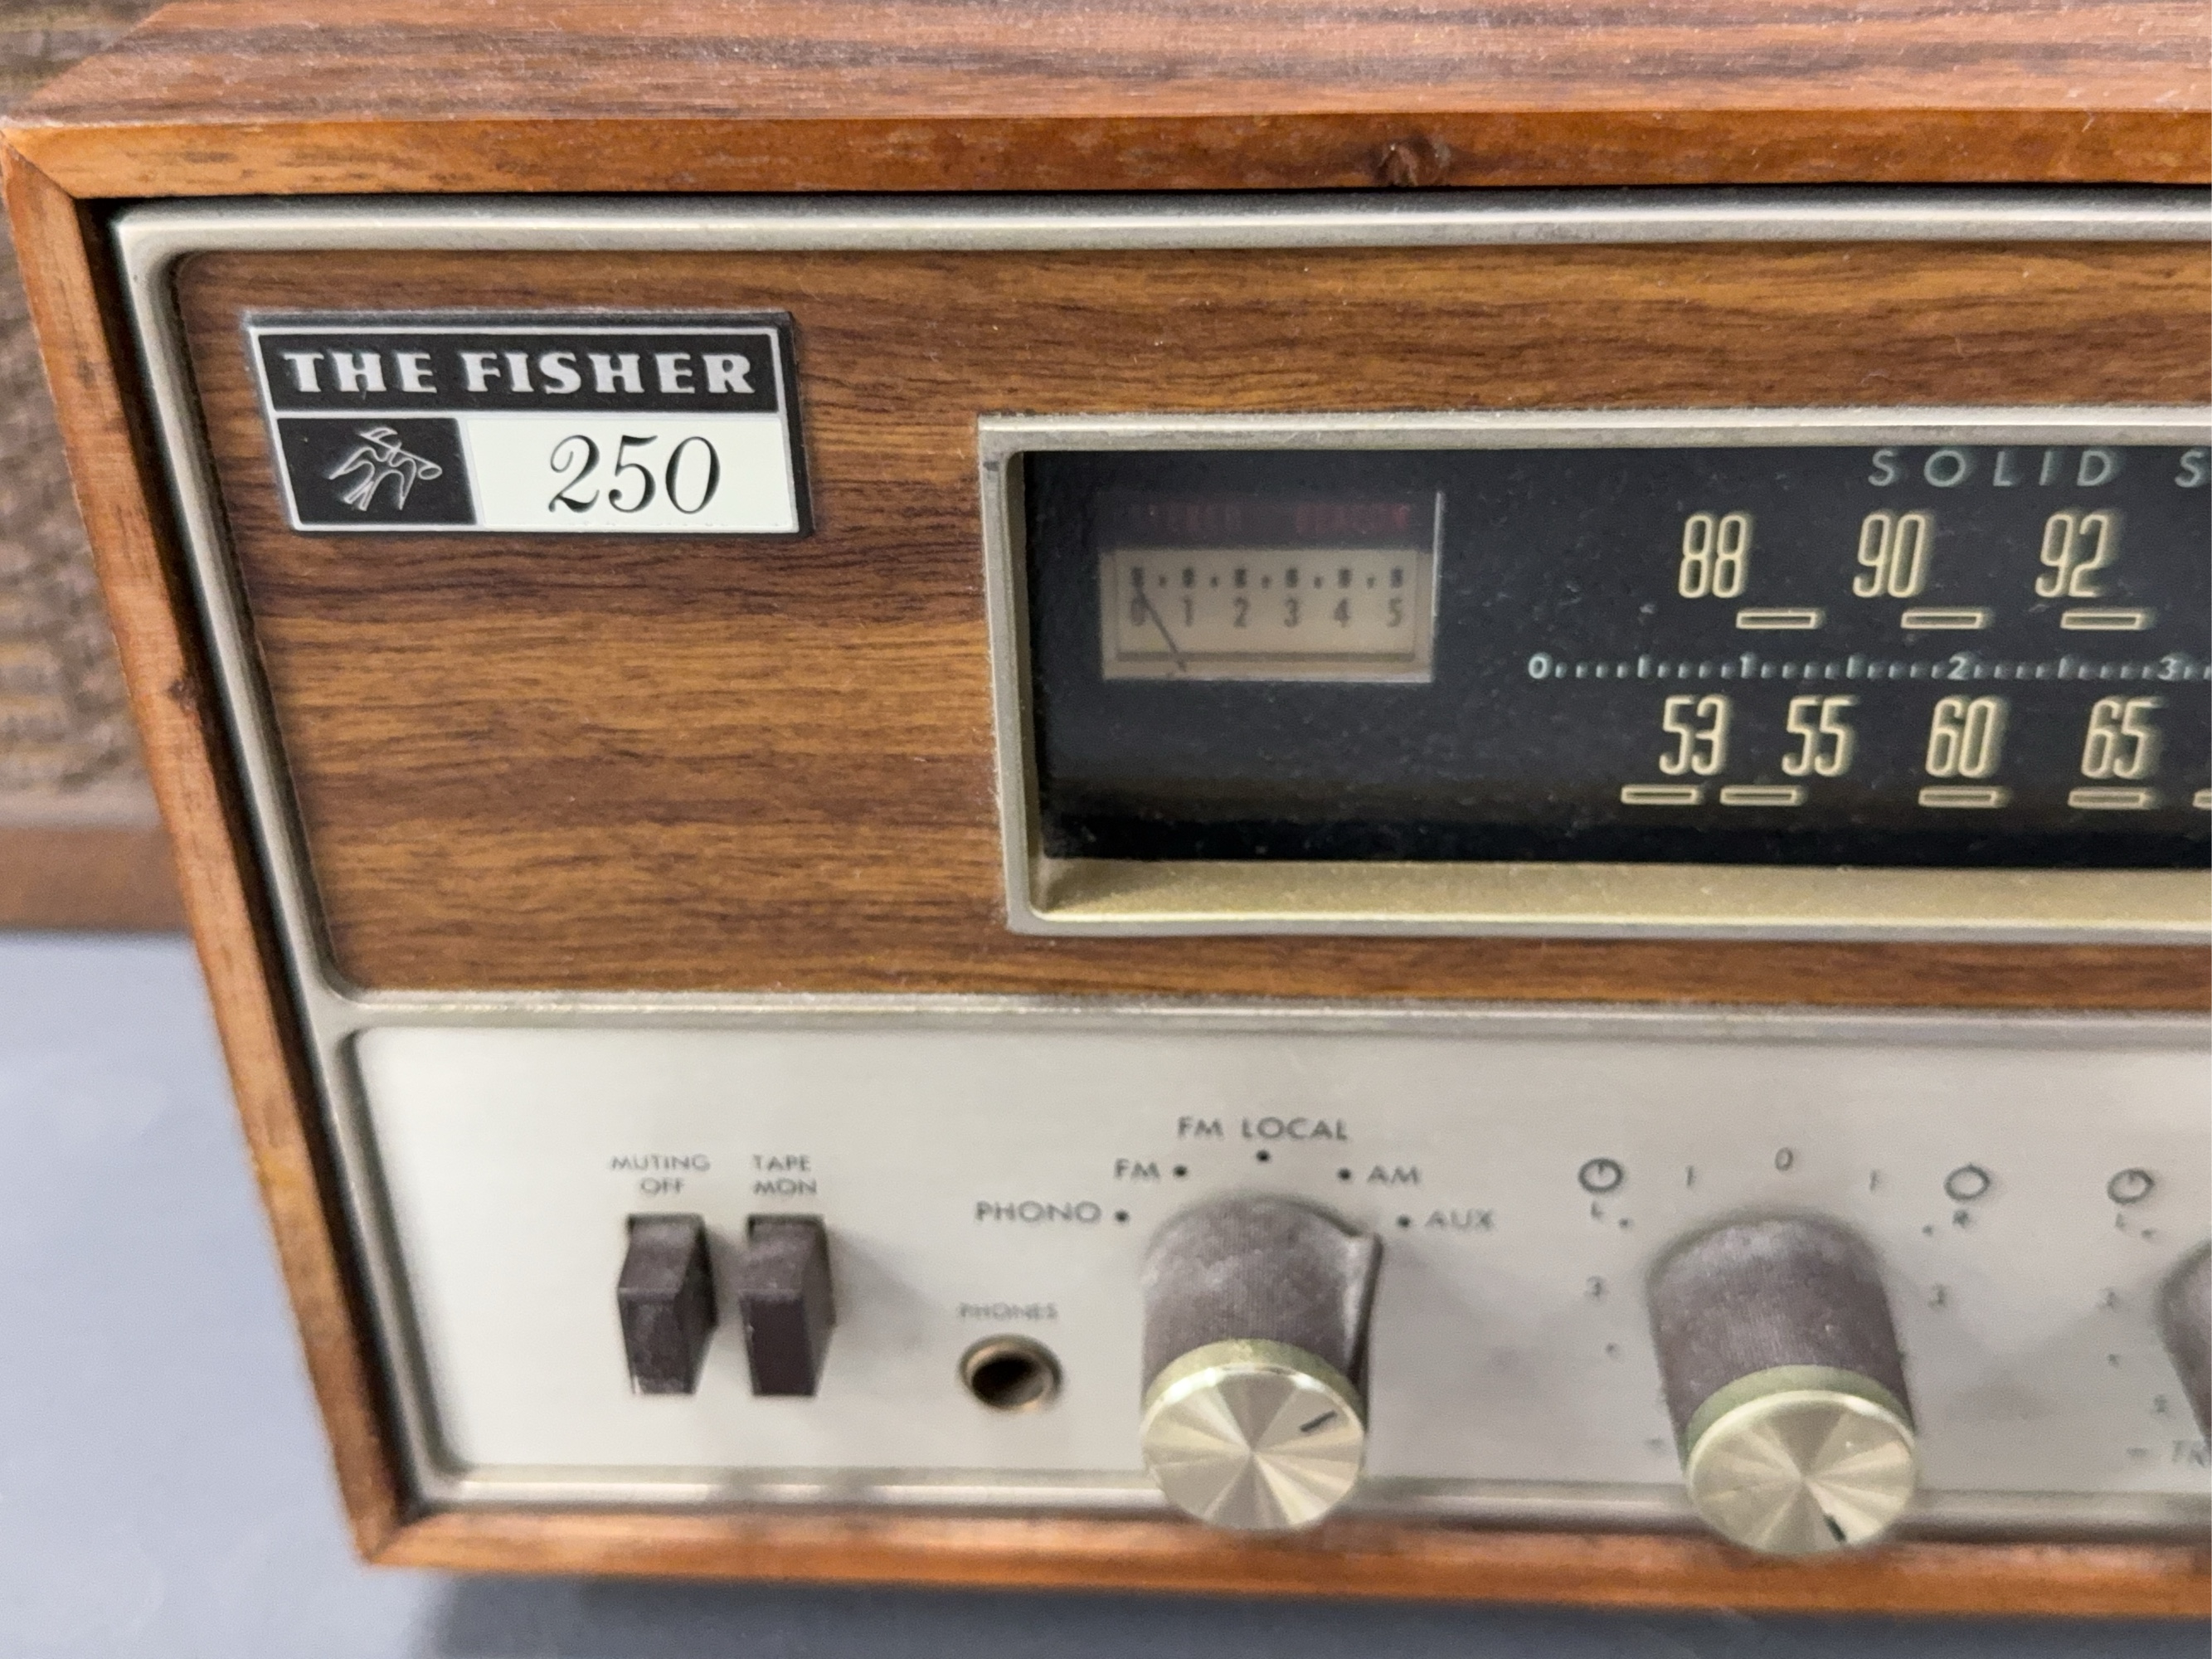 THE FISHER
250
SOLID S
STEREO BEACON
0 1 2 3 4 5
88 90 92
0 1 2 3
53 55 60 65
FM LOCAL
MUTING OFF
TAPE MON
FM
AM
PHONO
AUX
PHONES
L
1 0 1
R
L
3
3
3